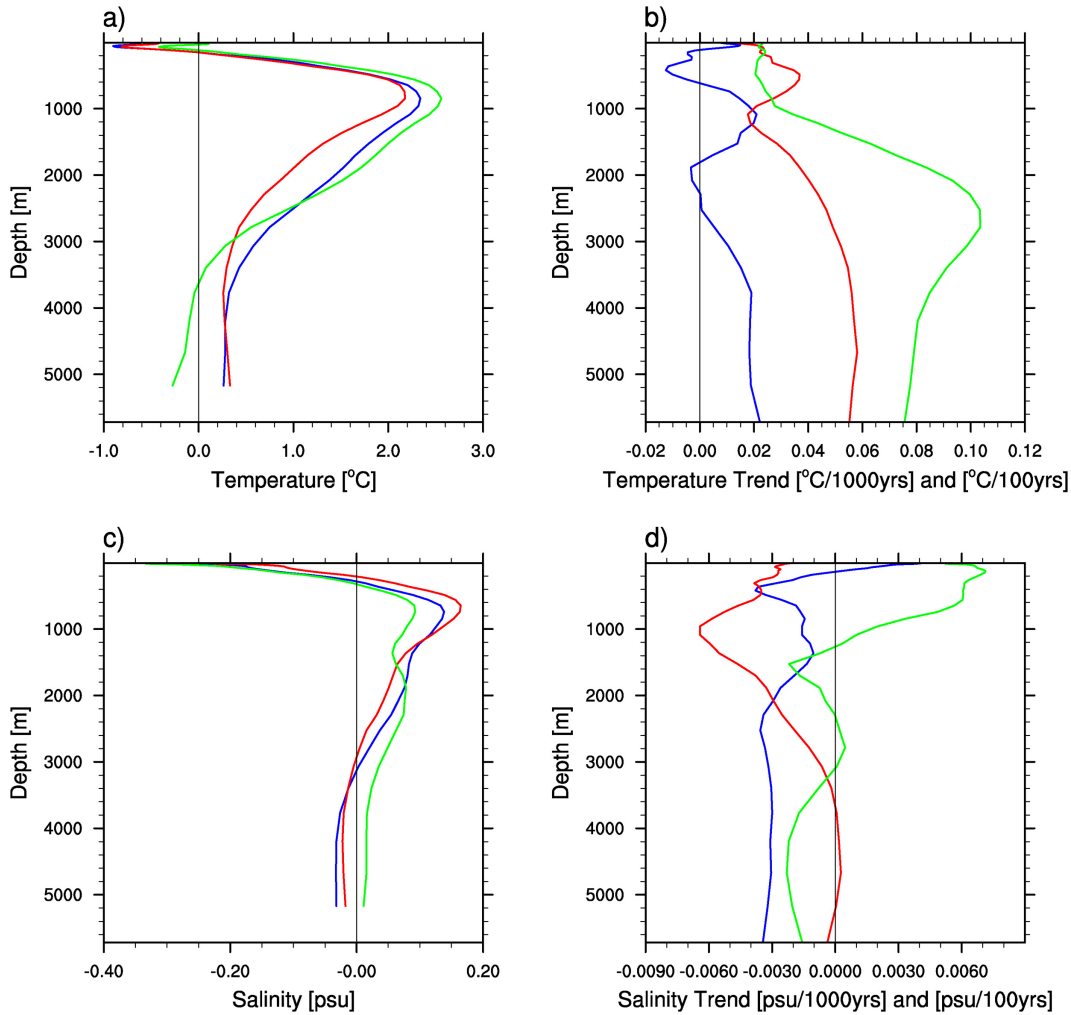 a)
1000
2000
3000
4000
5000
Depth [m]
-1.0 0.0 1.0 2.0 3.0
Temperature [°C]
b)
1000
2000
3000
4000
5000
Depth [m]
-0.02 0.00 0.02 0.04 0.06 0.08 0.10 0.12
Temperature Trend [°C/1000yrs] and [°C/100yrs]
c)
1000
2000
3000
4000
5000
Depth [m]
-0.40 -0.20 -0.00 0.20
Salinity [psu]
d)
1000
2000
3000
4000
5000
Depth [m]
-0.0090 -0.0060 -0.0030 0.0000 0.0030 0.0060
Salinity Trend [psu/1000yrs] and [psu/100yrs]